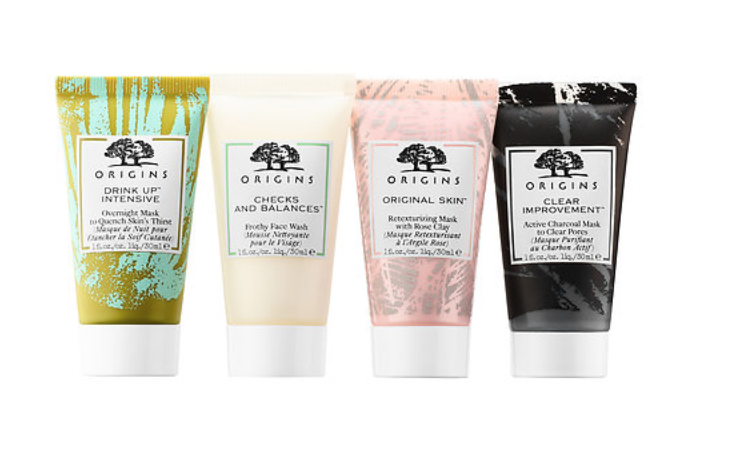 ORIGINS
DRINK UP™
INTENSIVE
Overnight Mask
to Quench Skin's Thirst
(Masque de Nuit pour
Étancher la Soif Cutanée)
1 fl.oz./oz. liq./30ml e
ORIGINS
CHECKS
AND BALANCES™
Frothy Face Wash
(Mousse Nettoyante
pour le Visage)
1 fl.oz./oz. liq./30ml e
ORIGINS
ORIGINAL SKIN™
Retexturizing Mask
with Rose Clay
(Masque Retexturisant
à l'Argile Rose)
1 fl.oz./oz. liq./30ml e
ORIGINS
CLEAR
IMPROVEMENT™
Active Charcoal Mask
to Clear Pores
(Masque Purifiant
au Charbon Actif)
1 fl.oz./oz. liq./30ml e